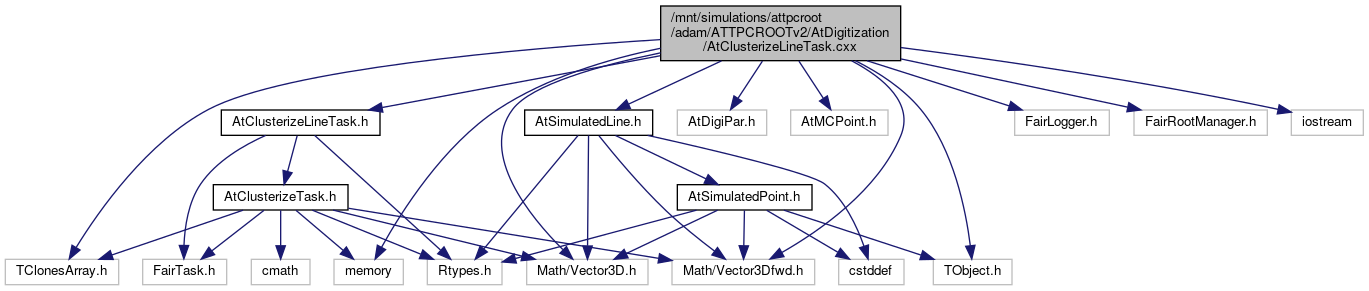 /mnt/simulations/attpcroot
/adam/ATTPCROOTv2/AtDigitization
/AtClusterizeLineTask.cxx
AtClusterizeLineTask.h
AtSimulatedLine.h
AtDigiPar.h
AtMCPoint.h
FairLogger.h
FairRootManager.h
iostream
AtClusterizeTask.h
AtSimulatedPoint.h
TClonesArray.h
FairTask.h
cmath
memory
Rtypes.h
Math/Vector3D.h
Math/Vector3Dfwd.h
cstddef
TObject.h